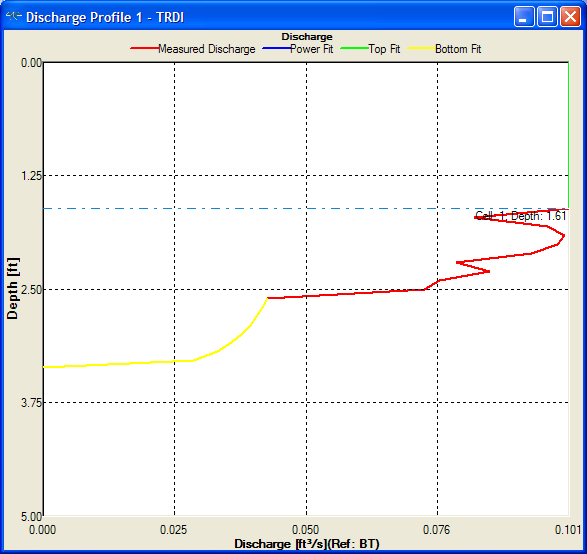 Discharge Profile 1 - TRDI
Discharge
Measured Discharge Power Fit Top Fit Bottom Fit
0.00
1.25
Cell: 1, Depth: 1.61
Depth [ft]
2.50
3.75
5.00
0.000 0.025 0.050 0.076 0.101
Discharge [ft³/s](Ref: BT)